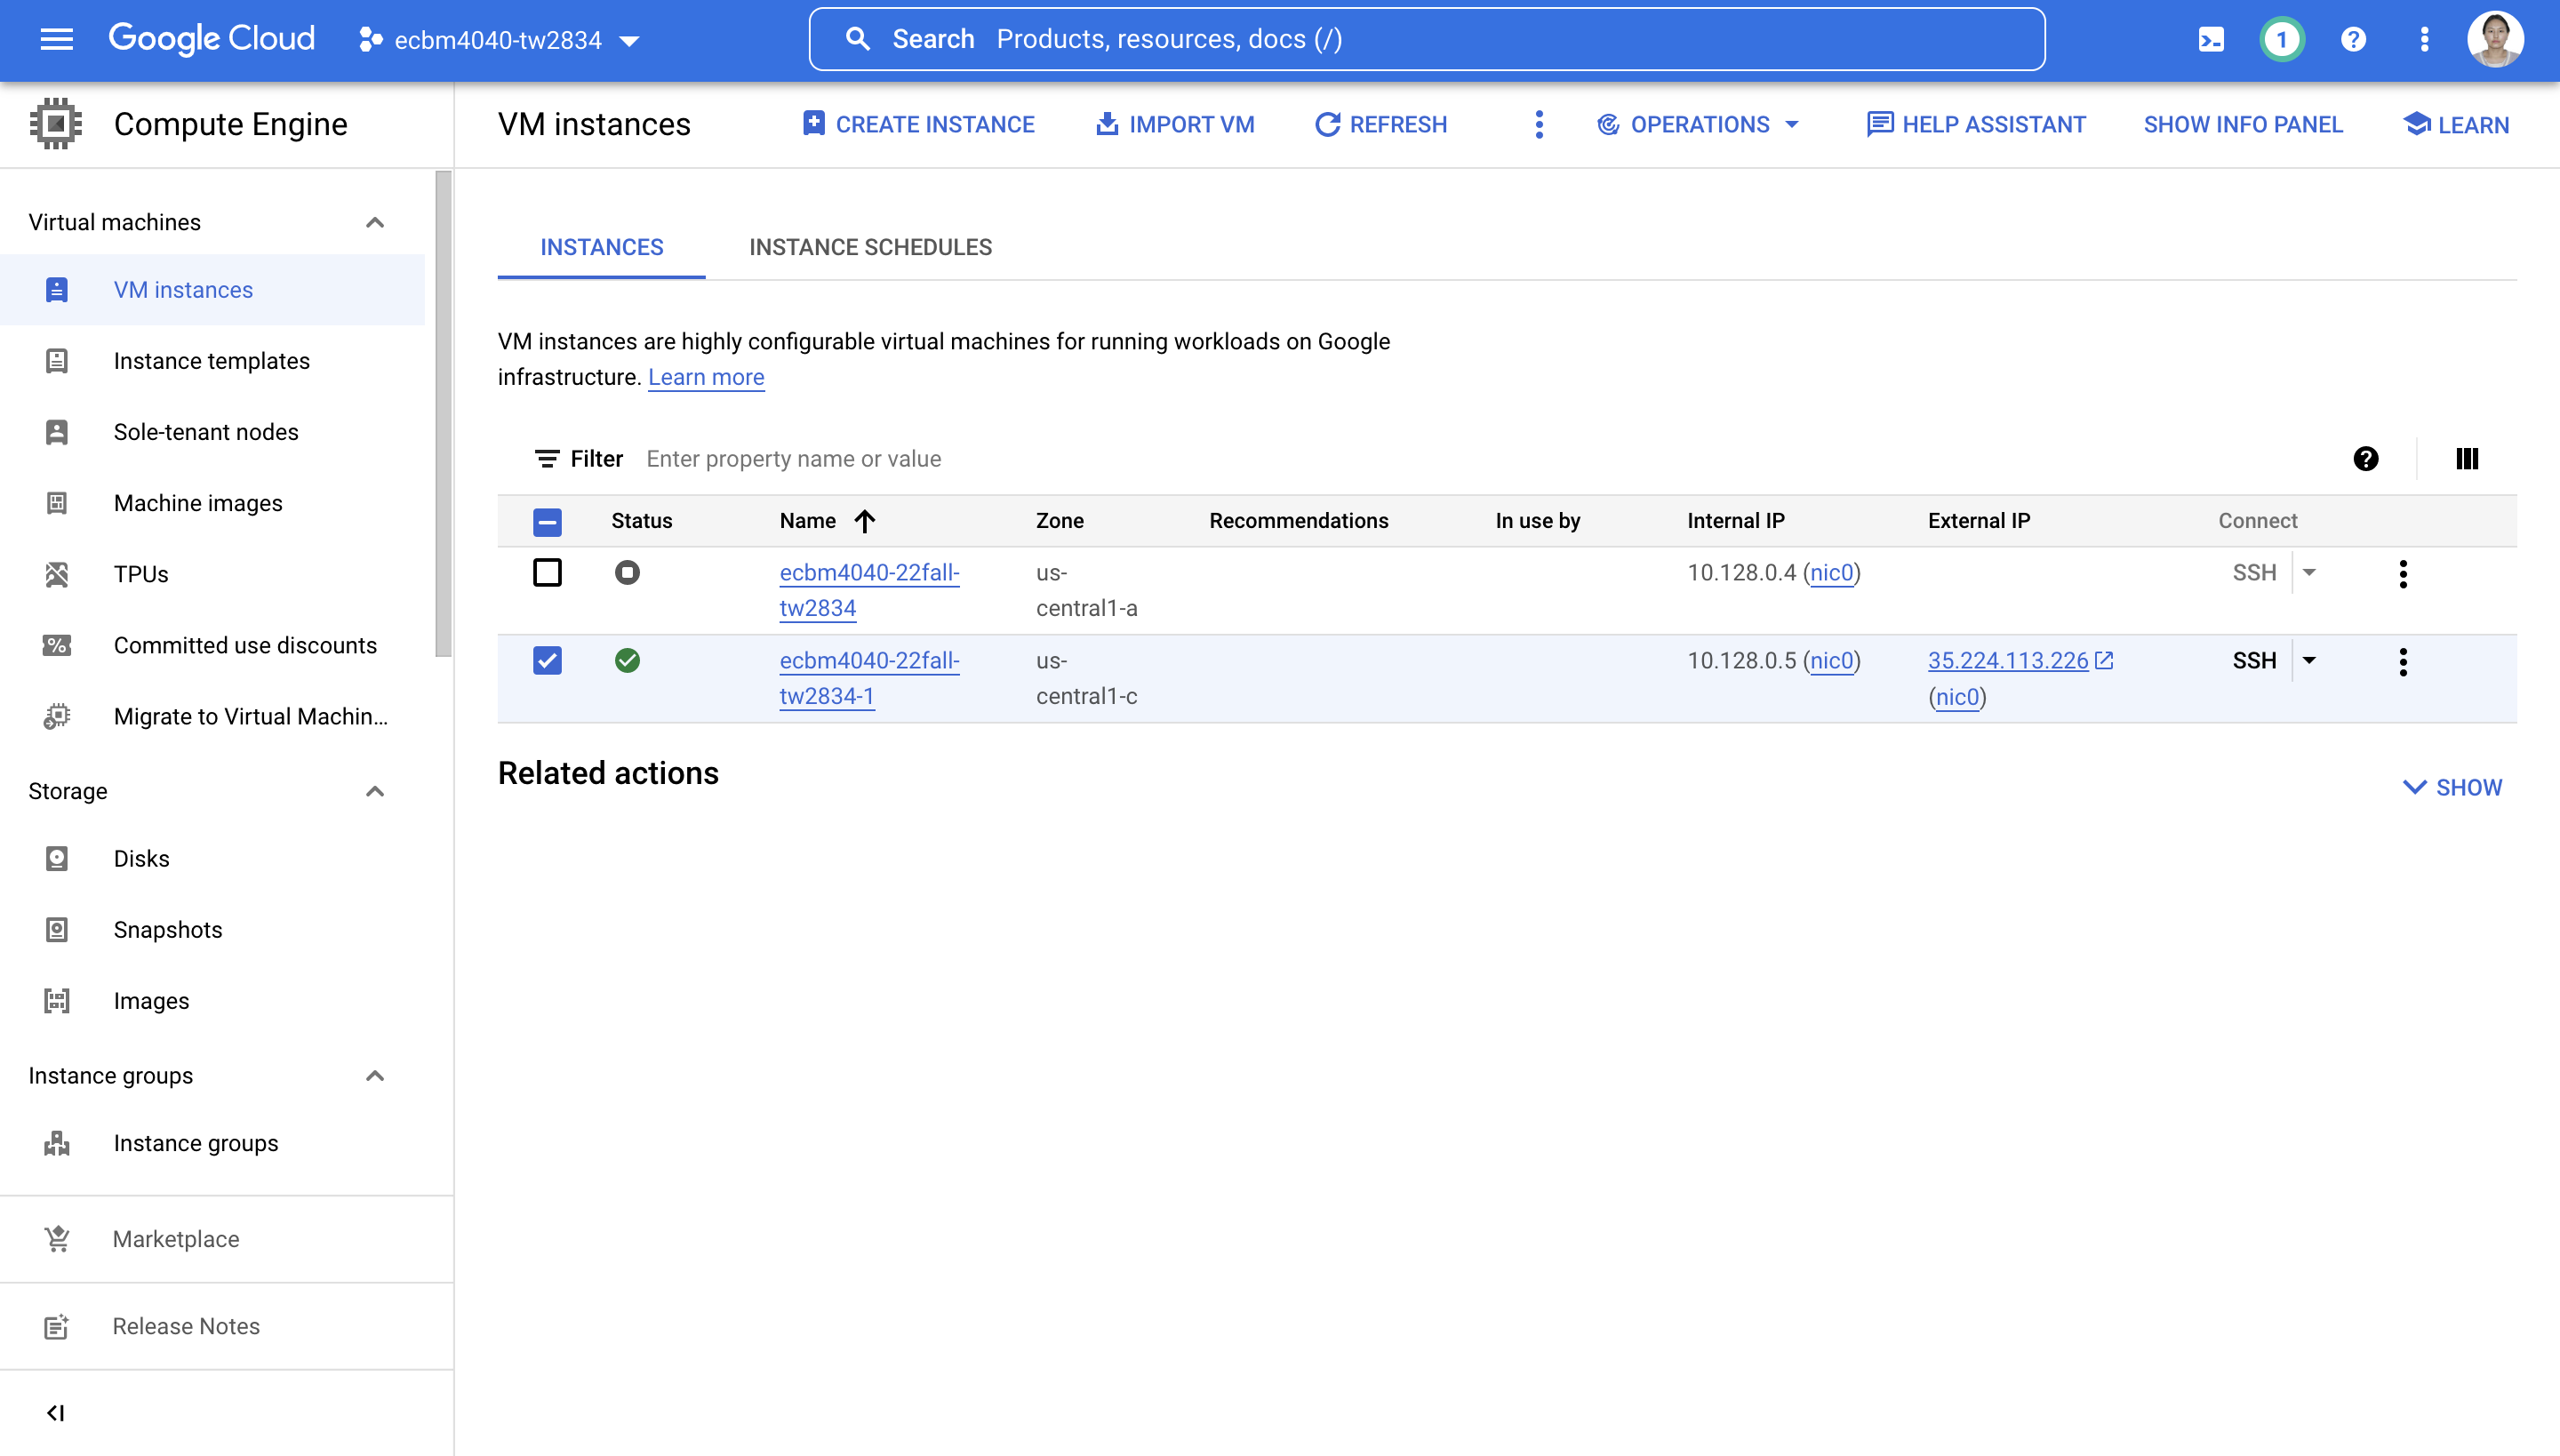 Google Cloud
ecbm4040-tw2834
Search Products, resources, docs (/)
1
Compute Engine
VM instances
CREATE INSTANCE
IMPORT VM
REFRESH
OPERATIONS
HELP ASSISTANT
SHOW INFO PANEL
LEARN
Virtual machines
VM instances
Instance templates
Sole-tenant nodes
Machine images
TPUs
Committed use discounts
Migrate to Virtual Machin...
Storage
Disks
Snapshots
Images
Instance groups
Instance groups
Marketplace
Release Notes
INSTANCES
INSTANCE SCHEDULES
VM instances are highly configurable virtual machines for running workloads on Google
infrastructure. Learn more
Filter Enter property name or value
Status Name Zone Recommendations In use by Internal IP External IP Connect
ecbm4040-22fall- us- 10.128.0.4 (nic0) SSH
tw2834 central1-a
ecbm4040-22fall- us- 10.128.0.5 (nic0) 35.224.113.226 SSH
tw2834-1 central1-c (nic0)
Related actions
SHOW